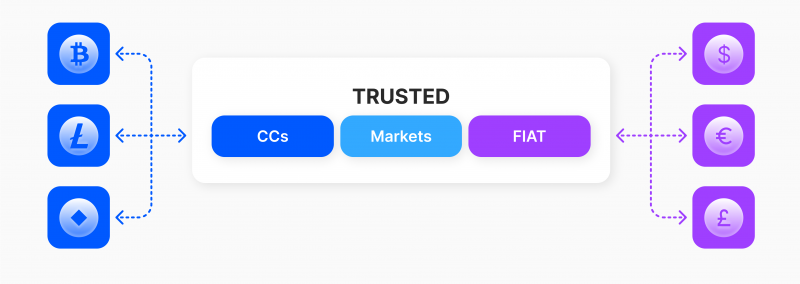 TRUSTED
CCs
Markets
FIAT
$
€
£